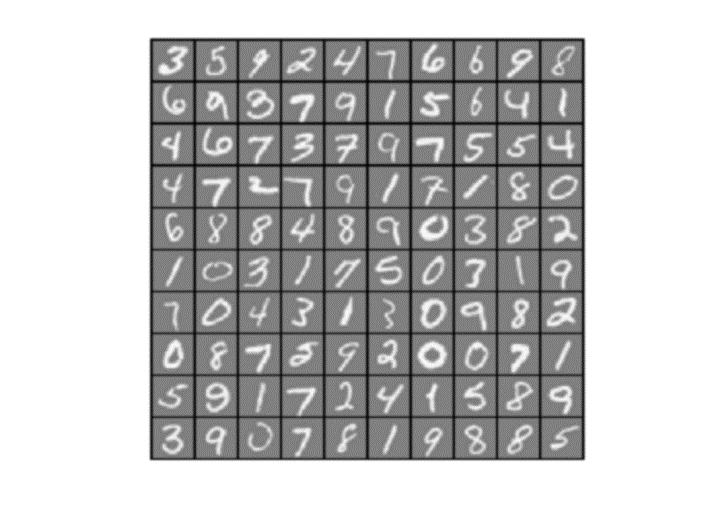 3 5 9 2 4 7 6 6 9 8
6 9 3 7 9 1 5 6 4 1
4 6 7 3 7 9 7 5 5 4
4 7 2 7 9 1 7 1 8 0
6 8 8 4 8 9 0 3 8 2
1 0 3 1 7 5 0 3 1 9
7 0 4 3 1 3 0 9 8 2
0 8 7 5 9 2 0 0 7 1
5 9 1 7 2 4 1 5 8 9
3 9 0 7 8 1 9 8 8 5